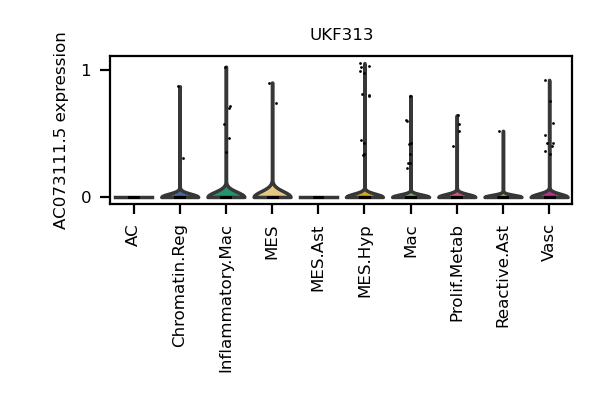 UKF313
AC073111.5 expression
1
0
AC
Chromatin.Reg
Inflammatory.Mac
MES
MES.Ast
MES.Hyp
Mac
Prolif.Metab
Reactive.Ast
Vasc